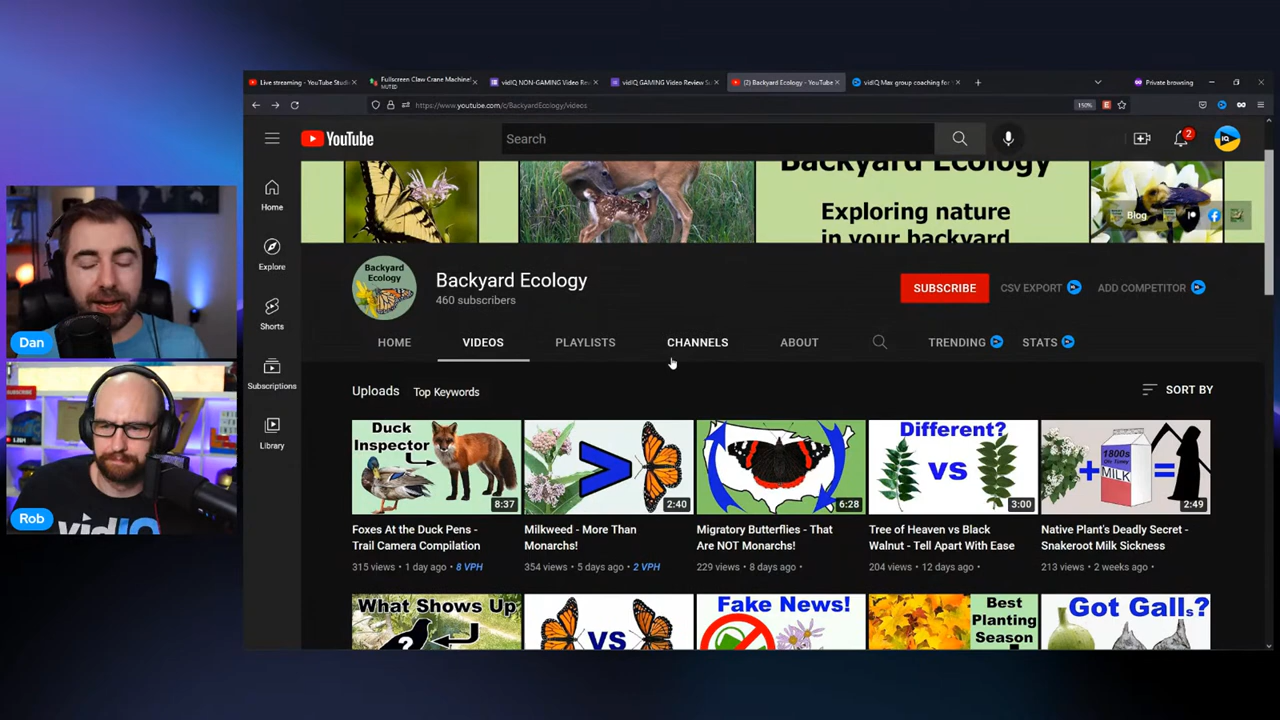 Live streaming - YouTube Studi
Fullscreen Claw Crane Machine!
MUTED
vidIQ NON-GAMING Video Re
vidIQ GAMING Video Review Se
(2) Backyard Ecology - YouTube
vidIQ Max group coaching for
Private browsing
https://www.youtube.com/c/BackyardEcology/videos
150%
YouTube
Search
2
IQ
Home
Explore
Shorts
Subscriptions
Library
Backyard Ecology
Exploring nature
in your backyard
Blog
Backyard
Ecology
Backyard Ecology
460 subscribers
SUBSCRIBE
CSV EXPORT
ADD COMPETITOR
HOME
VIDEOS
PLAYLISTS
CHANNELS
ABOUT
TRENDING
STATS
Uploads
Top Keywords
SORT BY
Duck
Inspector
8:37
2:40
6:28
Different?
VS
3:00
1800s
MILK
2:49
Foxes At the Duck Pens -
Trail Camera Compilation
315 views • 1 day ago • 8 VPH
Milkweed - More Than
Monarchs!
354 views • 5 days ago • 2 VPH
Migratory Butterflies - That
Are NOT Monarchs!
229 views • 8 days ago •
Tree of Heaven vs Black
Walnut - Tell Apart With Ease
204 views • 12 days ago •
Native Plant's Deadly Secret -
Snakeroot Milk Sickness
213 views • 2 weeks ago •
What Shows Up
VS
Fake News!
Best
Planting
Season
Got Galls?
Dan
Rob
vidIQ